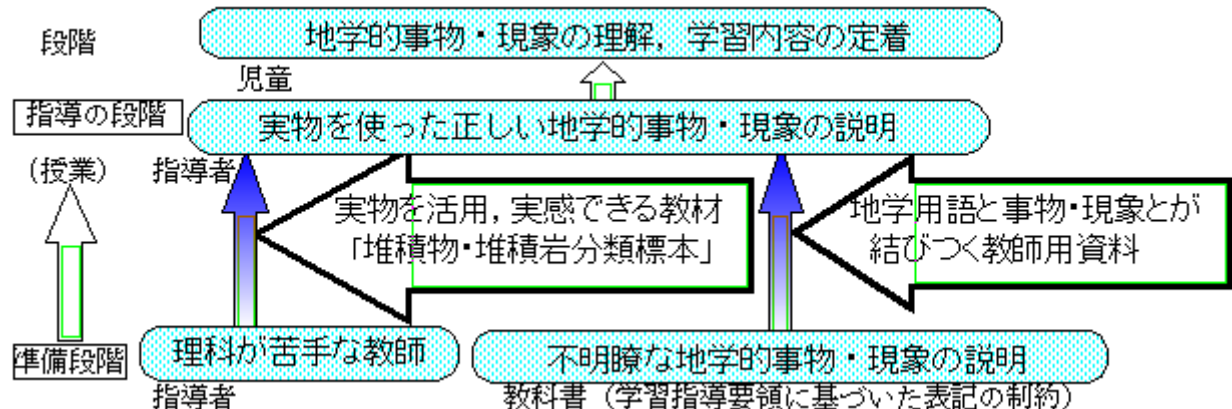 段階
地学的事物・現象の理解，学習内容の定着
児童
指導の段階
実物を使った正しい地学的事物・現象の説明
(授業)
指導者
実物を活用，実感できる教材
「堆積物・堆積岩分類標本」
地学用語と事物・現象とが
結びつく教師用資料
準備段階
理科が苦手な教師
不明瞭な地学的事物・現象の説明
指導者
教科書（学習指導要領に基づいた表記の制約）